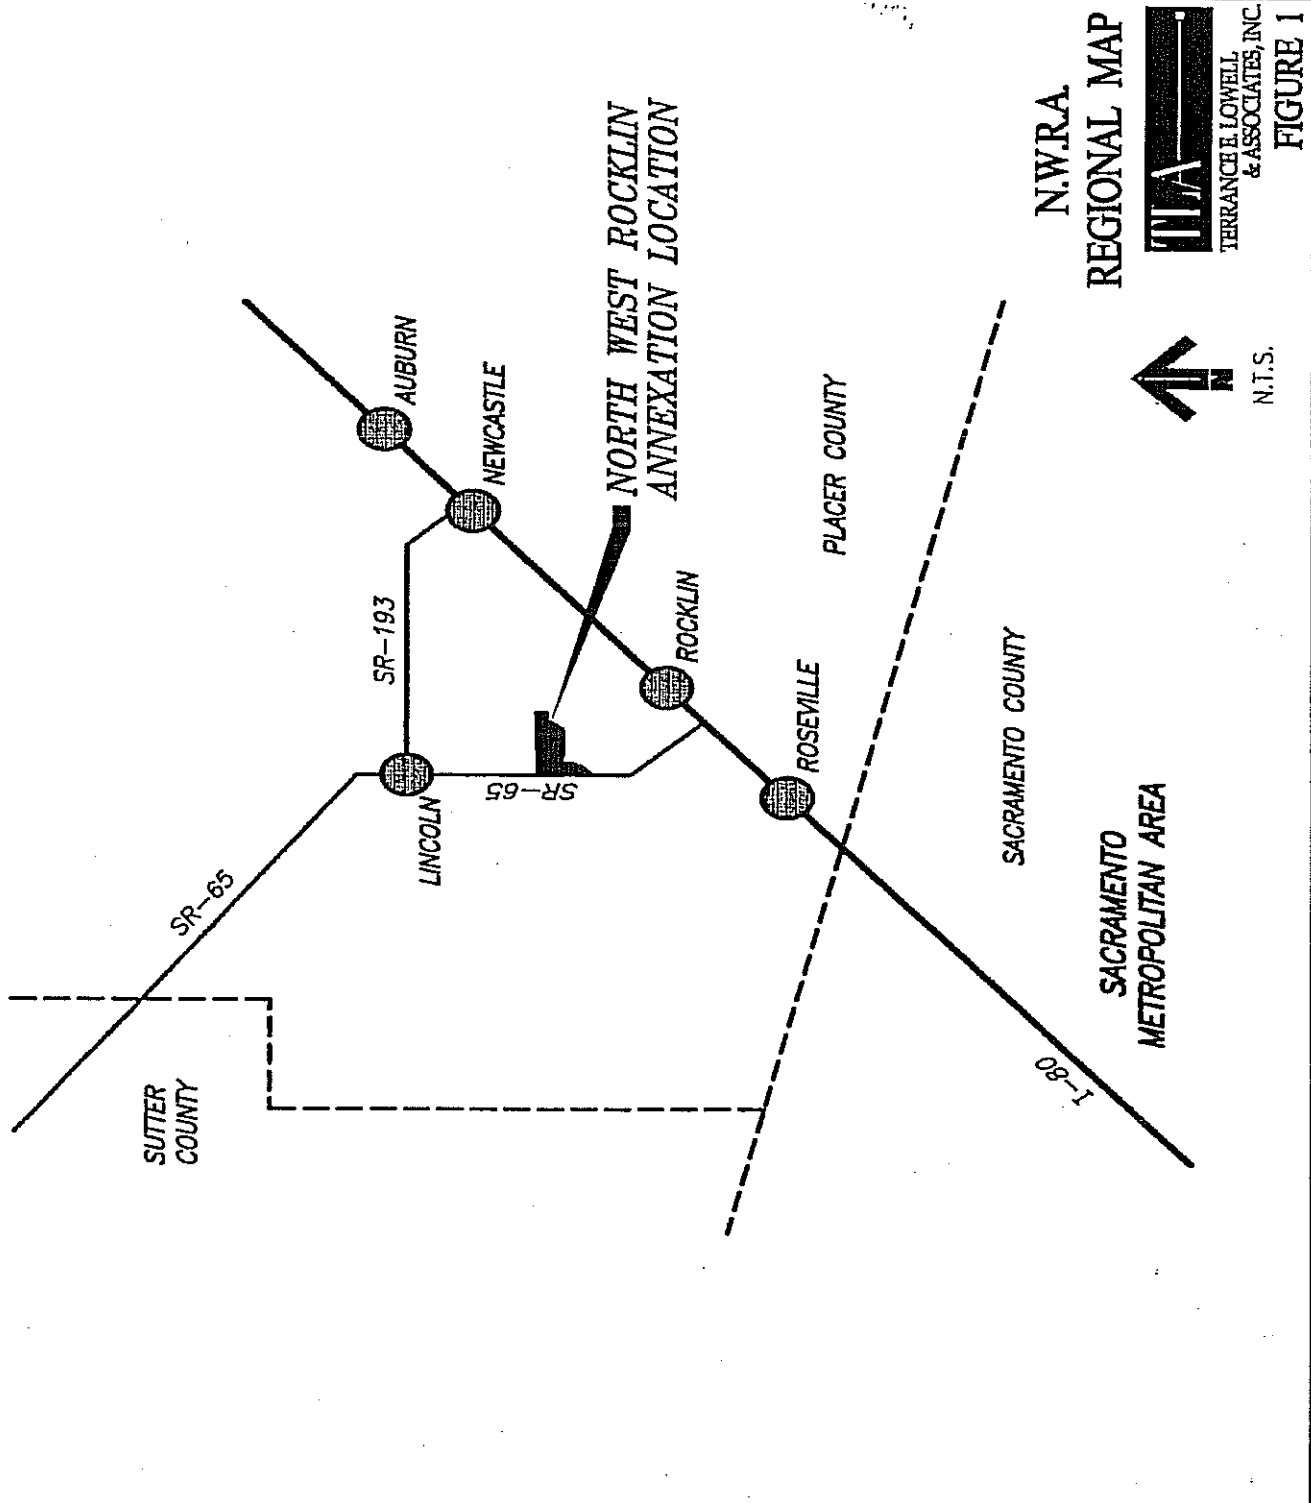 SUTTER
COUNTY
SR-65
LINCOLN
SR-193
SR-65
AUBURN
NEWCASTLE
NORTH WEST ROCKLIN
ANNEXATION LOCATION
ROCKLIN
ROSEVILLE
PLACER COUNTY
SACRAMENTO COUNTY
I-80
SACRAMENTO
METROPOLITAN AREA
N
N.T.S.
N.W.R.A.
REGIONAL MAP
TLA
TERRANCE E. LOWELL
& ASSOCIATES, INC.
FIGURE 1